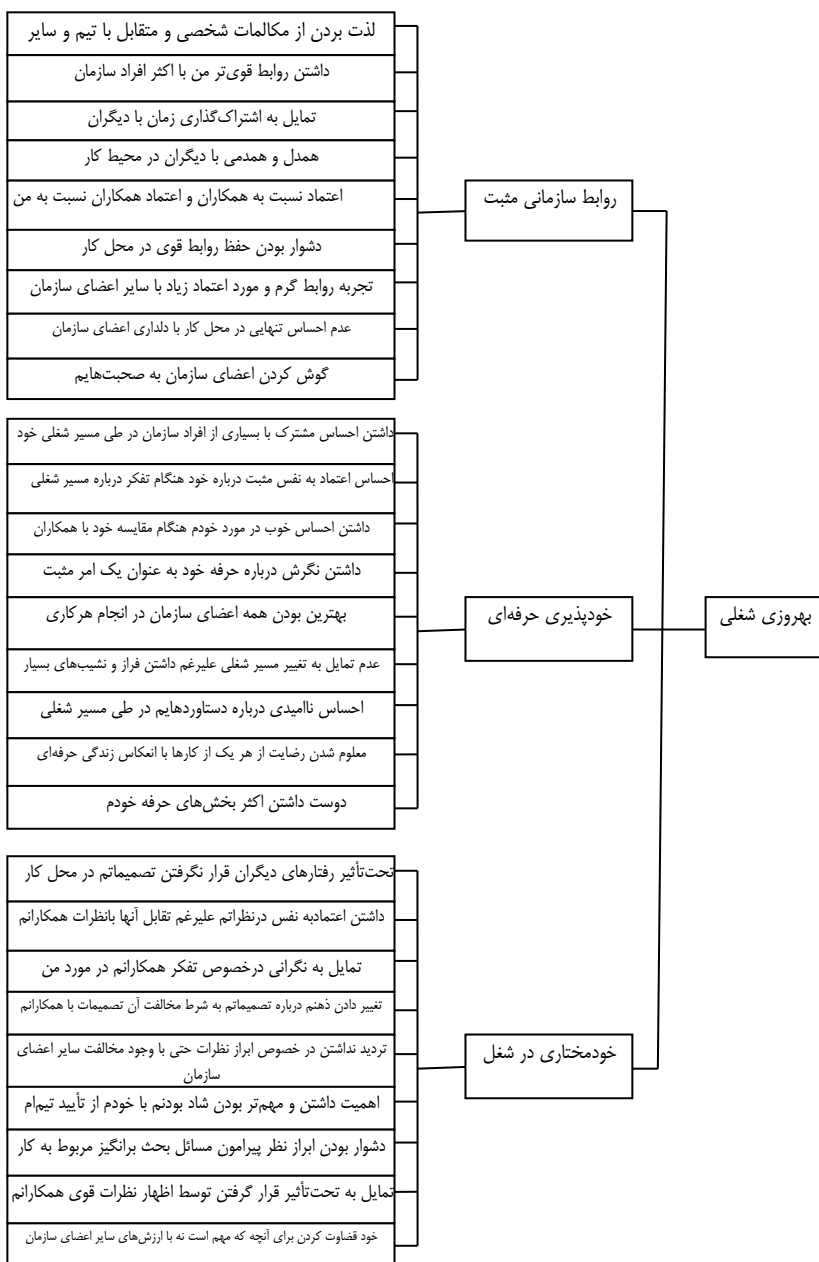 بهروزی شغلی
روابط سازمانی مثبت
لذت بردن از مکالمات شخصی و متقابل با تیم و سایر
داشتن روابط قوی‌تر من با اکثر افراد سازمان
تمایل به اشتراک‌گذاری زمان با دیگران
همدل و همدمی با دیگران در محیط کار
اعتماد نسبت به همکاران و اعتماد همکاران نسبت به من
دشوار بودن حفظ روابط قوی در محل کار
تجربه روابط گرم و مورد اعتماد زیاد با سایر اعضای سازمان
عدم احساس تنهایی در محل کار با دلداری اعضای سازمان
گوش کردن اعضای سازمان به صحبت‌هایم
خودپذیری حرفه‌ای
داشتن احساس مشترک با بسیاری از افراد سازمان در طی مسیر شغلی خود
احساس اعتماد به نفس مثبت درباره خود هنگام تفکر درباره مسیر شغلی
داشتن احساس خوب در مورد خودم هنگام مقایسه خود با همکاران
داشتن نگرش درباره حرفه خود به عنوان یک امر مثبت
بهترین بودن همه اعضای سازمان در انجام هرکاری
عدم تمایل به تغییر مسیر شغلی علیرغم داشتن فراز و نشیب‌های بسیار
احساس ناامیدی درباره دستاوردهایم در طی مسیر شغلی
معلوم شدن رضایت از هر یک از کارها با انعکاس زندگی حرفه‌ای
دوست داشتن اکثر بخش‌های حرفه خودم
خودمختاری در شغل
تحت‌تأثیر رفتارهای دیگران قرار نگرفتن تصمیماتم در محل کار
داشتن اعتمادبه نفس درنظراتم علیرغم تقابل آنها بانظرات همکارانم
تمایل به نگرانی درخصوص تفکر همکارانم در مورد من
تغییر دادن ذهنم درباره تصمیماتم به شرط مخالفت آن تصمیمات با همکارانم
تردید نداشتن در خصوص ابراز نظرات حتی با وجود مخالفت سایر اعضای
سازمان
اهمیت داشتن و مهم‌تر بودن شاد بودنم با خودم از تأیید تیم‌ام
دشوار بودن ابراز نظر پیرامون مسائل بحث برانگیز مربوط به کار
تمایل به تحت‌تأثیر قرار گرفتن توسط اظهار نظرات قوی همکارانم
خود قضاوت کردن برای آنچه که مهم است نه با ارزش‌های سایر اعضای سازمان